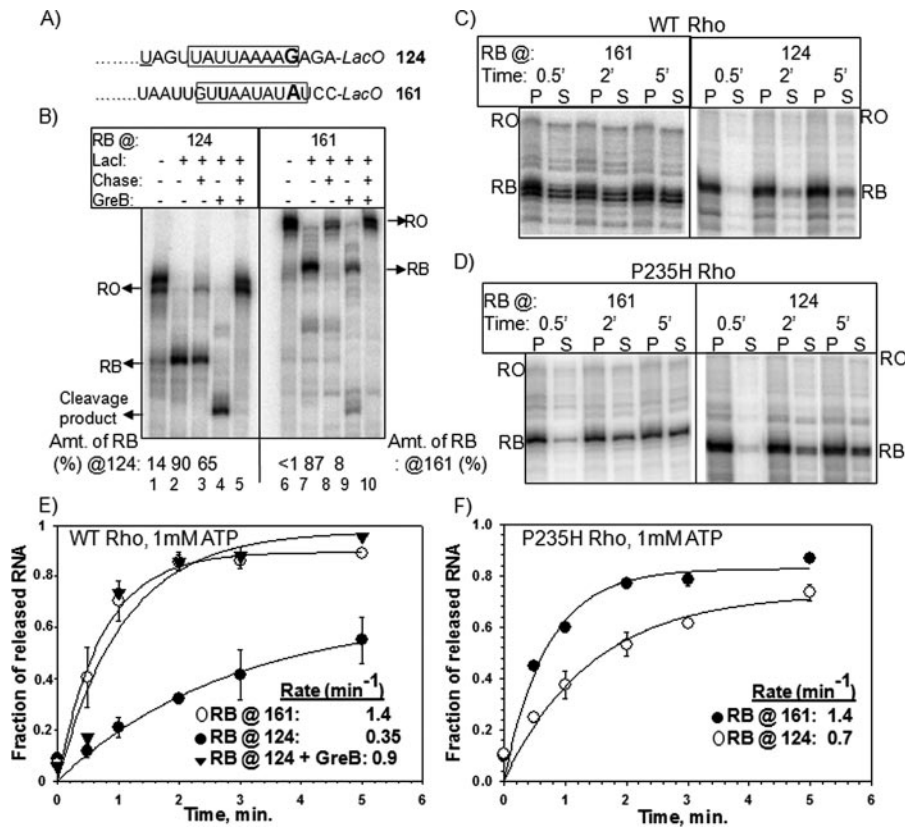 A)
........UAGUUAUUAAAAGAGA-LacO 124
........UAAUUGUUAAUAUAUCC-LacO 161
B)
RB @: 124 161
LacI: - + + + + - + + + +
Chase: - - + - + - - + - +
GreB: - - - + + - - - + +
RO
RB
Cleavage product
RO
RB
Amt. of RB (%) @124: 14 90 65
<1 87 8 Amt. of RB : @161 (%)
1 2 3 4 5 6 7 8 9 10
C)
WT Rho
RB @: 161 124
Time: 0.5' 2' 5' 0.5' 2' 5'
P S P S P S P S P S P S
RO
RB
RO
RB
D)
P235H Rho
RB @: 161 124
Time: 0.5' 2' 5' 0.5' 2' 5'
P S P S P S P S P S P S
RO
RB
RO
RB
E)
WT Rho, 1mM ATP
Fraction of released RNA
1
0.8
0.6
0.4
0.2
0
Rate (min-1)
RB @ 161: 1.4
RB @ 124: 0.35
RB @ 124 + GreB: 0.9
0 1 2 3 4 5 6
Time, min.
F)
P235H Rho, 1mM ATP
Fraction of released RNA
1.0
0.8
0.6
0.4
0.2
0.0
Rate (min-1)
RB @ 161: 1.4
RB @ 124: 0.7
0 1 2 3 4 5 6
Time, min.